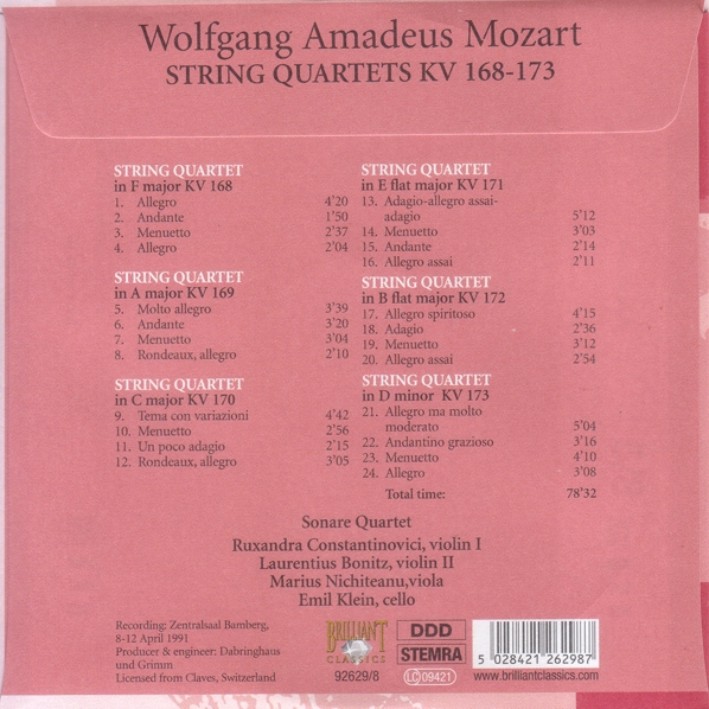 Wolfgang Amadeus Mozart
STRING QUARTETS KV 168-173
STRING QUARTET
in F major KV 168
1. Allegro 4'20
2. Andante 1'50
3. Menuetto 2'37
4. Allegro 2'04
STRING QUARTET
in A major KV 169
5. Molto allegro 3'39
6. Andante 3'20
7. Menuetto 3'04
8. Rondeaux, allegro 2'10
STRING QUARTET
in C major KV 170
9. Tema con variazioni 4'42
10. Menuetto 2'56
11. Un poco adagio 2'15
12. Rondeaux, allegro 3'05
STRING QUARTET
in E flat major KV 171
13. Adagio-allegro assai-
adagio 5'12
14. Menuetto 3'03
15. Andante 2'14
16. Allegro assai 2'11
STRING QUARTET
in B flat major KV 172
17. Allegro spiritoso 4'15
18. Adagio 2'36
19. Menuetto 3'12
20. Allegro assai 2'54
STRING QUARTET
in D minor KV 173
21. Allegro ma molto
moderato 5'04
22. Andantino grazioso 3'16
23. Menuetto 4'10
24. Allegro 3'08
Total time: 78'32
Sonare Quartet
Ruxandra Constantinovici, violin I
Laurentius Bonitz, violin II
Marius Nichiteanu,viola
Emil Klein, cello
Recording: Zentralsaal Bamberg,
8-12 April 1991
Producer & engineer: Dabringhaus
und Grimm
Licensed from Claves, Switzerland
BRILLIANT
CLASSICS
92629/8
DDD
STEMRA
LC 09421
5 028421 262987
www.brilliantclassics.com